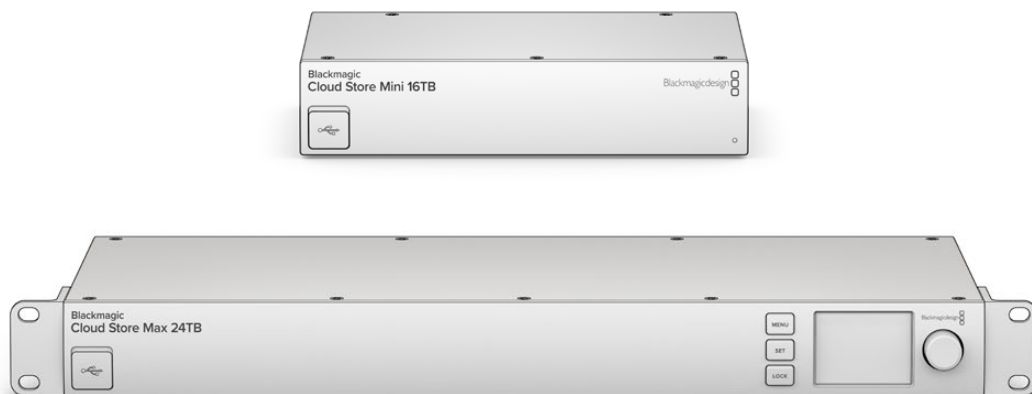 Blackmagic
Cloud Store Mini 16TB
Blackmagicdesign
Blackmagic
Cloud Store Max 24TB
MENU
SET
LOCK
Blackmagicdesign